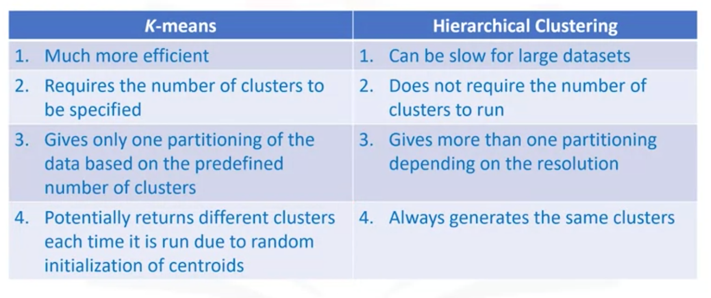 K-means
Hierarchical Clustering
1. Much more efficient
1. Can be slow for large datasets
2. Requires the number of clusters to
be specified
2. Does not require the number of
clusters to run
3. Gives only one partitioning of the
data based on the predefined
number of clusters
3. Gives more than one partitioning
depending on the resolution
4. Potentially returns different clusters
each time it is run due to random
initialization of centroids
4. Always generates the same clusters